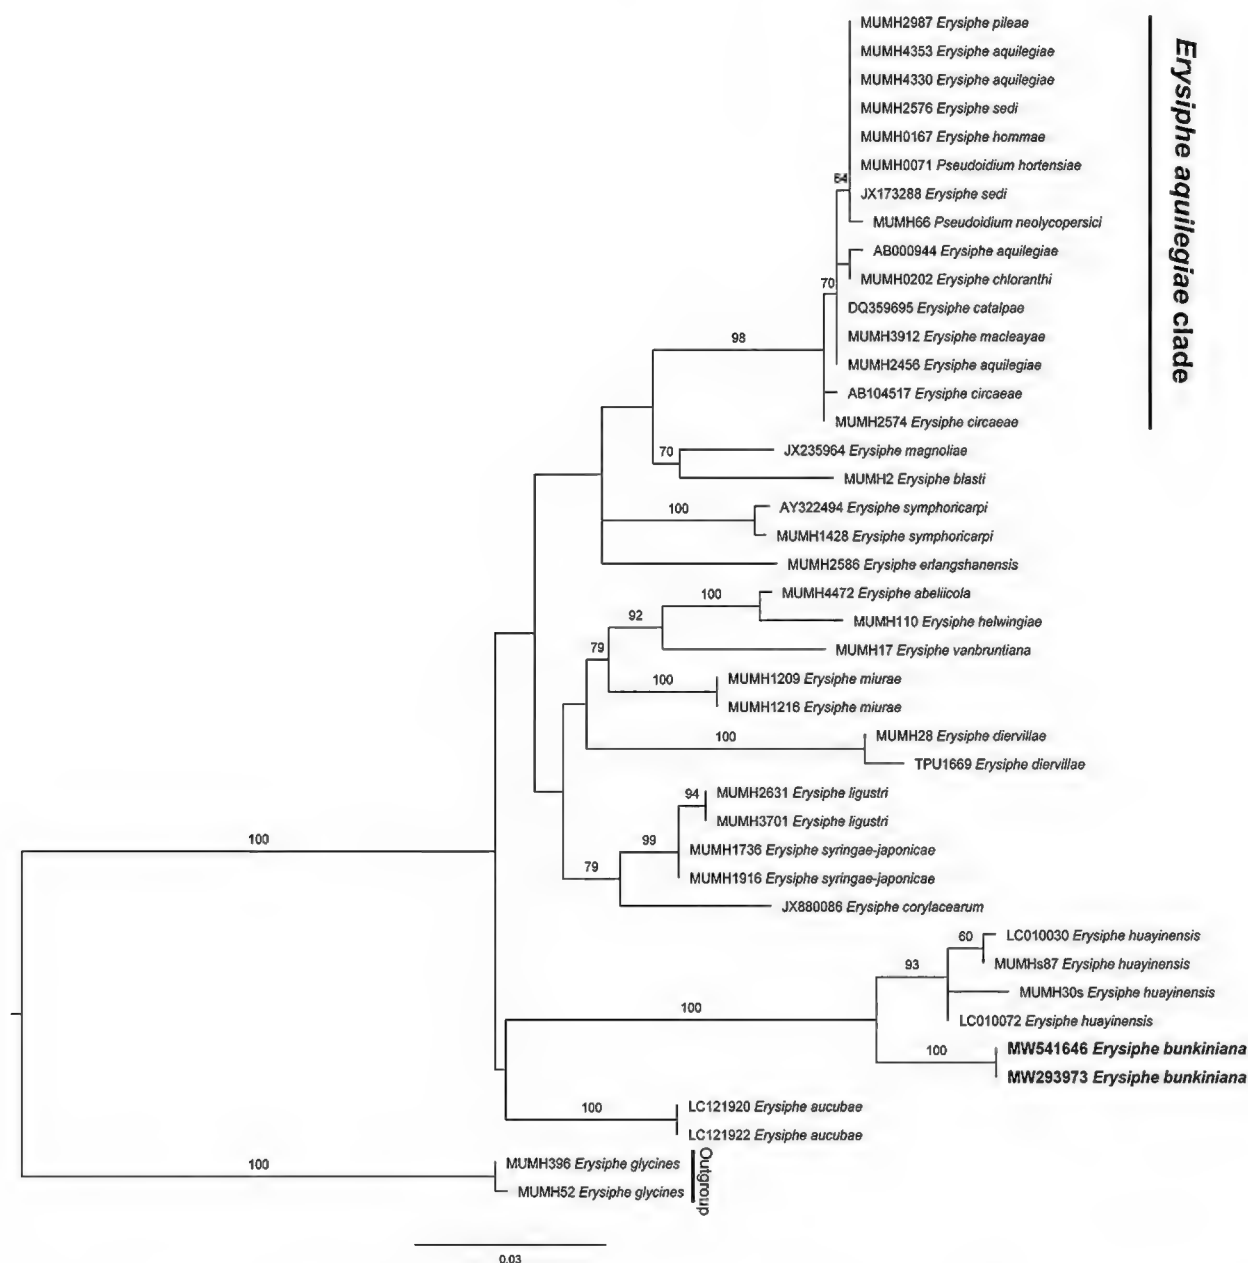 MUMH2987 Erysiphe pileae
MUMH4353 Erysiphe aquilegiae
MUMH4330 Erysiphe aquilegiae
MUMH2576 Erysiphe sedi
MUMH0167 Erysiphe hommae
MUMH0071 Pseudoidium hortensiae
64
JX173288 Erysiphe sedi
MUMH66 Pseudoidium neolycopersici
AB000944 Erysiphe aquilegiae
70
MUMH0202 Erysiphe chloranthi
DQ359695 Erysiphe catalpae
98
MUMH3912 Erysiphe macleayae
MUMH2456 Erysiphe aquilegiae
AB104517 Erysiphe circaeae
MUMH2574 Erysiphe circaeae
Erysiphe aquilegiae clade
70
JX235964 Erysiphe magnoliae
MUMH2 Erysiphe blasti
100
AY322494 Erysiphe symphoricarpi
MUMH1428 Erysiphe symphoricarpi
MUMH2586 Erysiphe erlangshanensis
100
MUMH4472 Erysiphe abeliicola
92
MUMH110 Erysiphe helwingiae
79
MUMH17 Erysiphe vanbruntiana
100
MUMH1209 Erysiphe miurae
MUMH1216 Erysiphe miurae
100
MUMH28 Erysiphe diervillae
TPU1669 Erysiphe diervillae
94
MUMH2631 Erysiphe ligustri
MUMH3701 Erysiphe ligustri
100
99
MUMH1736 Erysiphe syringae-japonicae
79
MUMH1916 Erysiphe syringae-japonicae
JX880086 Erysiphe corylacearum
60
LC010030 Erysiphe huayinensis
93
MUMHs87 Erysiphe huayinensis
MUMH30s Erysiphe huayinensis
100
LC010072 Erysiphe huayinensis
100
MW541646 Erysiphe bunkiniana
MW293973 Erysiphe bunkiniana
100
LC121920 Erysiphe aucubae
LC121922 Erysiphe aucubae
100
MUMH396 Erysiphe glycines
MUMH52 Erysiphe glycines
Outgroup
0.03